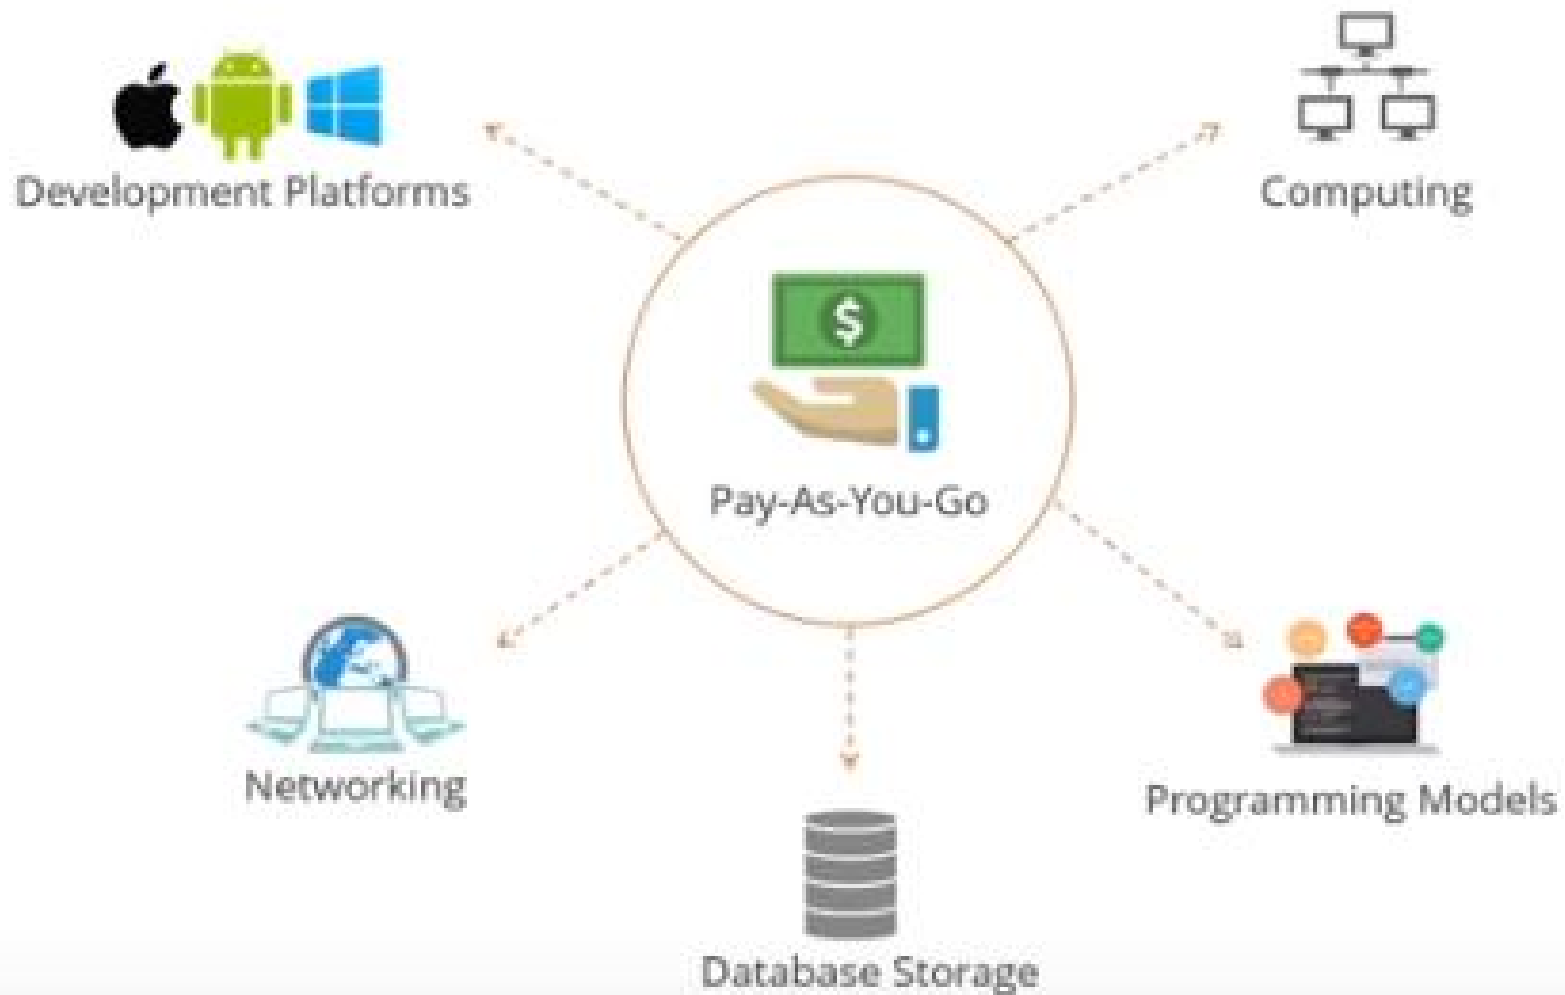 Development Platforms
Computing
$
Pay-As-You-Go
Networking
Programming Models
Database Storage